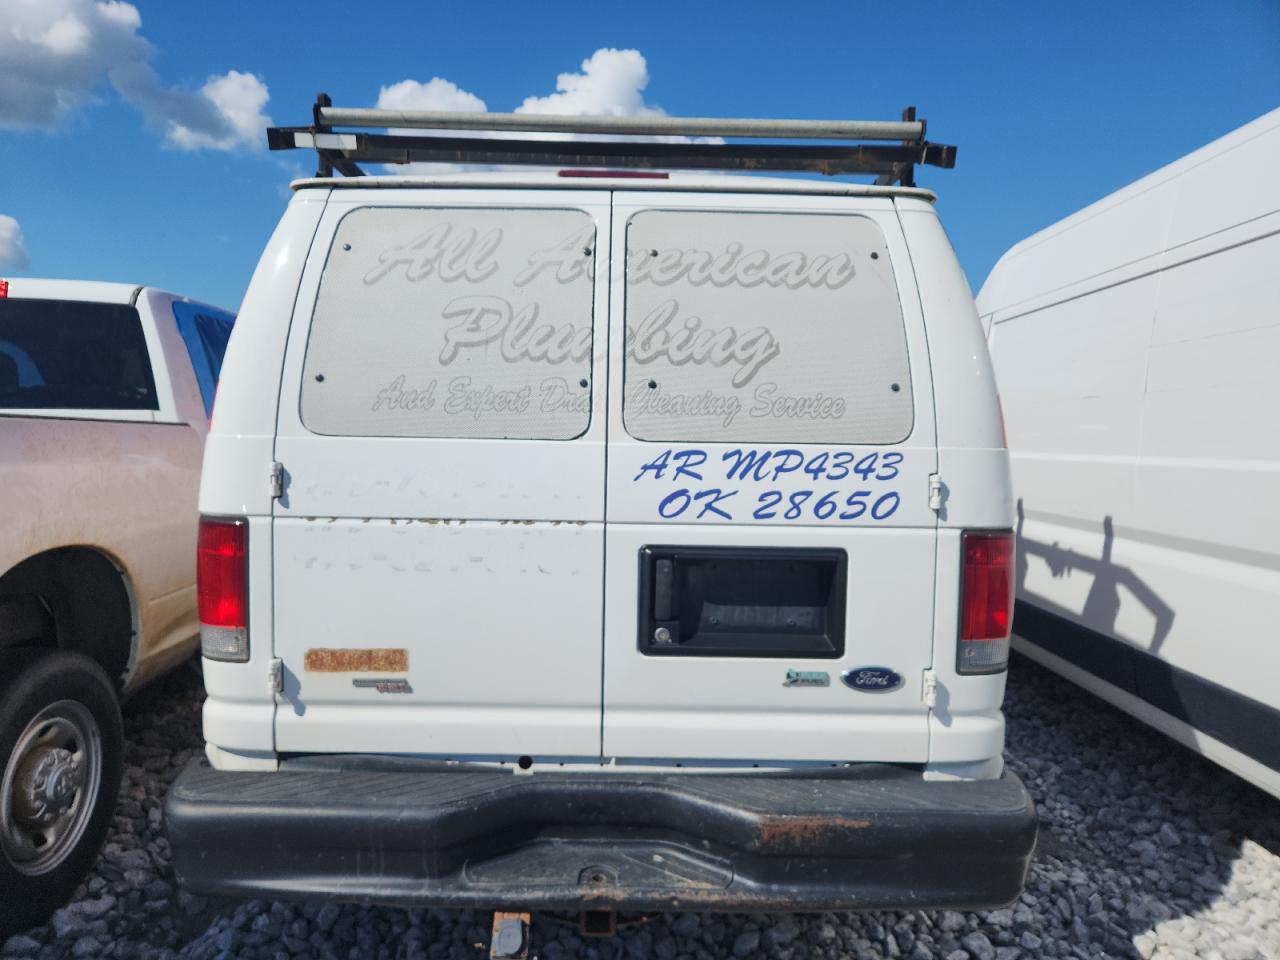 All American
Plumbing
And Expert Drain Cleaning Service
AR MP4343
OK 28650
Ford